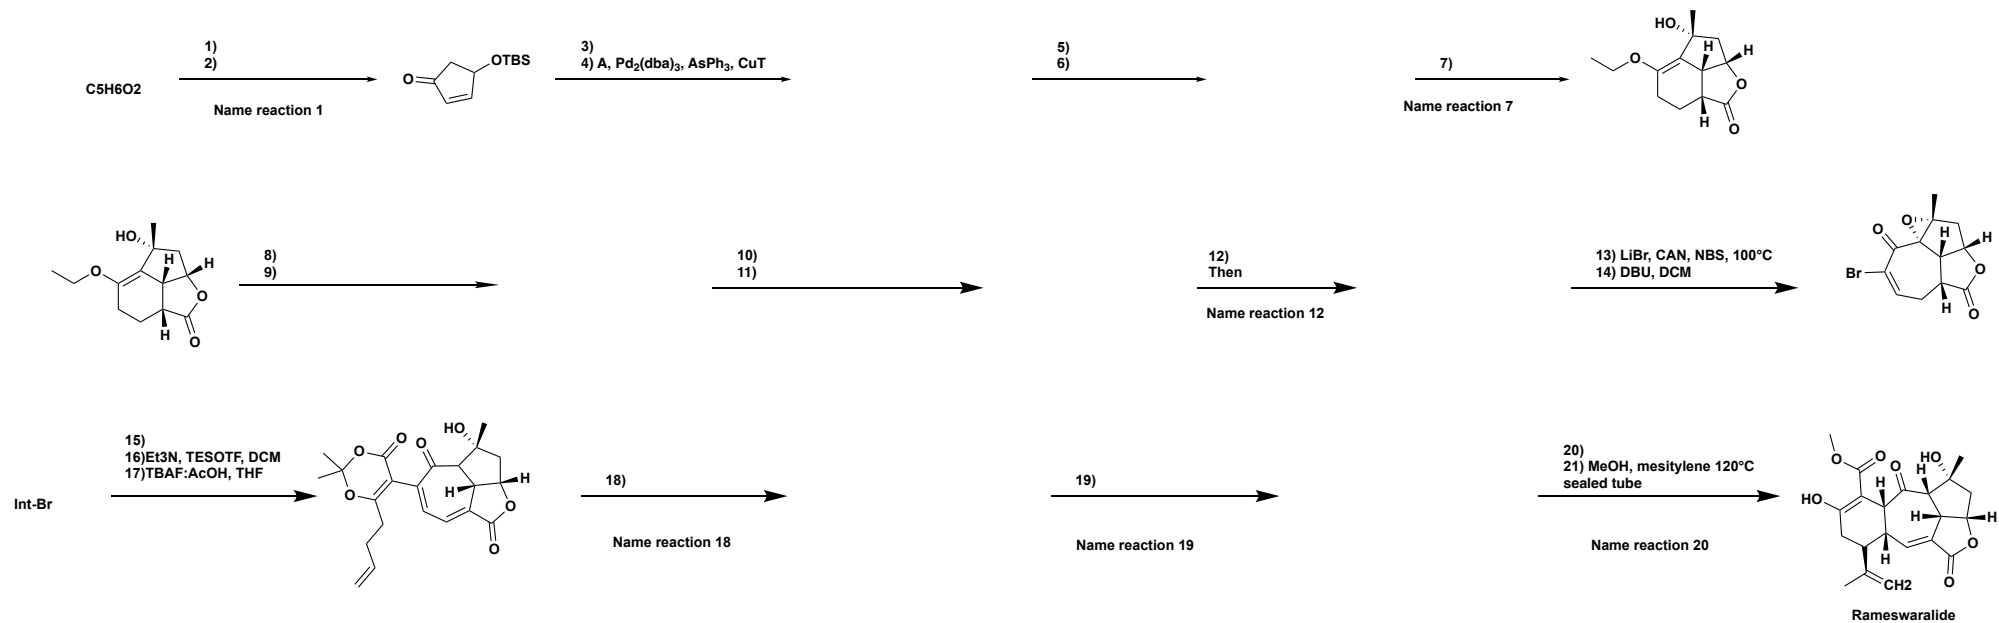 1)
2)
C5H6O2
Name reaction 1
O
OTBS
3)
4) A, Pd2(dba)3, AsPh3, CuT
5)
6)
7)
Name reaction 7
HO
H
H
O
O
H
O
HO
H
H
O
O
H
O
8)
9)
10)
11)
12)
Then
Name reaction 12
13) LiBr, CAN, NBS, 100°C
14) DBU, DCM
O
O
H
H
Br
O
H
O
Int-Br
15)
16)Et3N, TESOTF, DCM
17)TBAF:AcOH, THF
O
O
O
HO
O
H
H
O
O
18)
Name reaction 18
19)
Name reaction 19
20)
21) MeOH, mesitylene 120°C
sealed tube
Name reaction 20
O
O
O
HO
H
H
HO
H
H
O
H
O
CH2
Rameswaralide